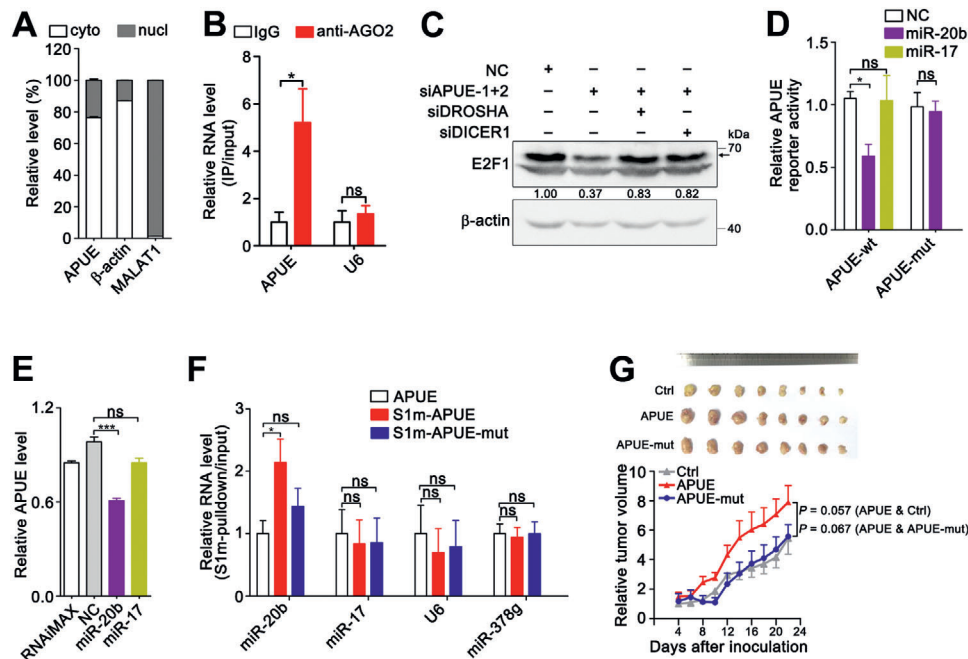 A
cyto nucl
Relative level (%)
100
80
60
40
20
0
APUE
β-actin
MALAT1
B
IgG anti-AGO2
Relative RNA level
(IP/input)
8
6
4
2
0
*
ns
APUE
U6
C
NC + – – –
siAPUE-1+2 – + + +
siDROSHA – – + –
siDICER1 – – – +
kDa
70
E2F1
1.00 0.37 0.83 0.82
β-actin
40
D
NC
miR-20b
miR-17
Relative APUE
reporter activity
1.5
1.0
0.5
0.0
ns
*
ns
APUE-wt
APUE-mut
E
Relative APUE level
1.2
0.6
0.0
ns
***
RNAiMAX
NC
miR-20b
miR-17
F
APUE
S1m-APUE
S1m-APUE-mut
Relative RNA level
(S1m-pulldown/input)
3
2
1
0
ns
*
ns
ns
ns
ns
ns
ns
miR-20b
miR-17
U6
miR-378g
G
Ctrl
APUE
APUE-mut
Ctrl
APUE
APUE-mut
Relative tumor volume
10
8
6
4
2
0
P = 0.057 (APUE & Ctrl)
P = 0.067 (APUE & APUE-mut)
4 8 12 16 20 24
Days after inoculation